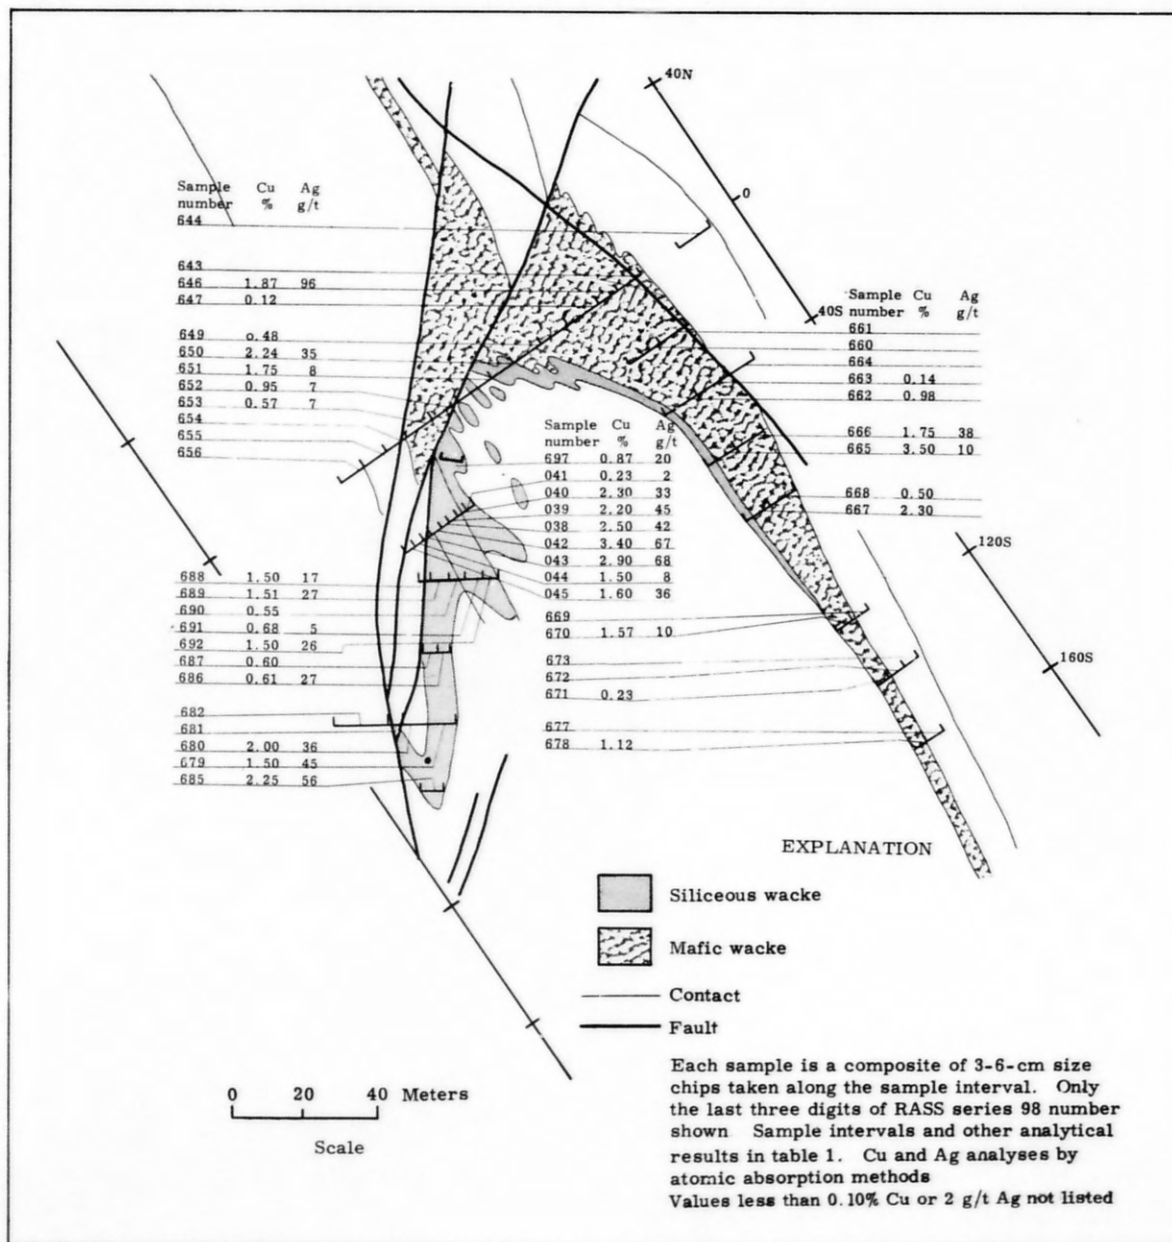 40N
0
40S
120S
160S
Sample Cu Ag
number % g/t
644
643
646 1.87 96
647 0.12
649 o.48
650 2.24 35
651 1.75 8
652 0.95 7
653 0.57 7
654
655
656
688 1.50 17
689 1.51 27
690 0.55
691 0.68 5
692 1.50 26
687 0.60
686 0.61 27
682
681
680 2.00 36
679 1.50 45
685 2.25 56
Sample Cu Ag
number % g/t
697 0.87 20
041 0.23 2
040 2.30 33
039 2.20 45
038 2.50 42
042 3.40 67
043 2.90 68
044 1.50 8
045 1.60 36
669
670 1.57 10
673
672
671 0.23
677
678 1.12
Sample Cu Ag
number % g/t
661
660
664
663 0.14
662 0.98
666 1.75 38
665 3.50 10
668 0.50
667 2.30
EXPLANATION
Siliceous wacke
Mafic wacke
Contact
Fault
0 20 40 Meters
Scale
Each sample is a composite of 3-6-cm size
chips taken along the sample interval. Only
the last three digits of RASS series 98 number
shown Sample intervals and other analytical
results in table 1. Cu and Ag analyses by
atomic absorption methods
Values less than 0.10% Cu or 2 g/t Ag not listed